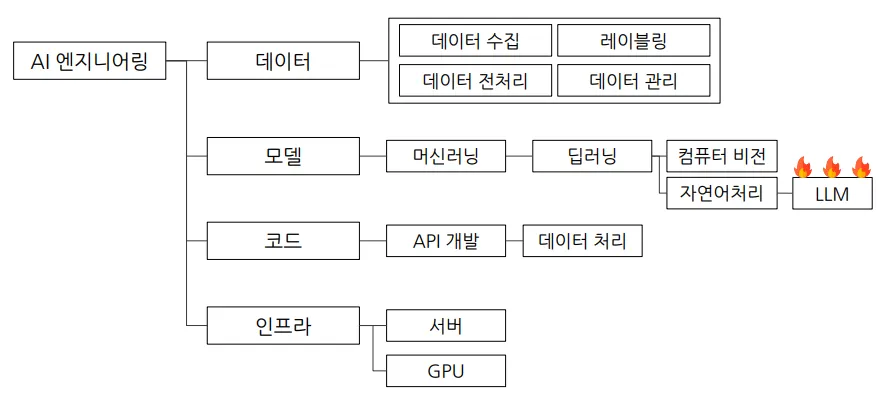 AI 엔지니어링
데이터
데이터 수집
레이블링
데이터 전처리
데이터 관리
모델
머신러닝
딥러닝
컴퓨터 비전
자연어처리
LLM
코드
API 개발
데이터 처리
인프라
서버
GPU